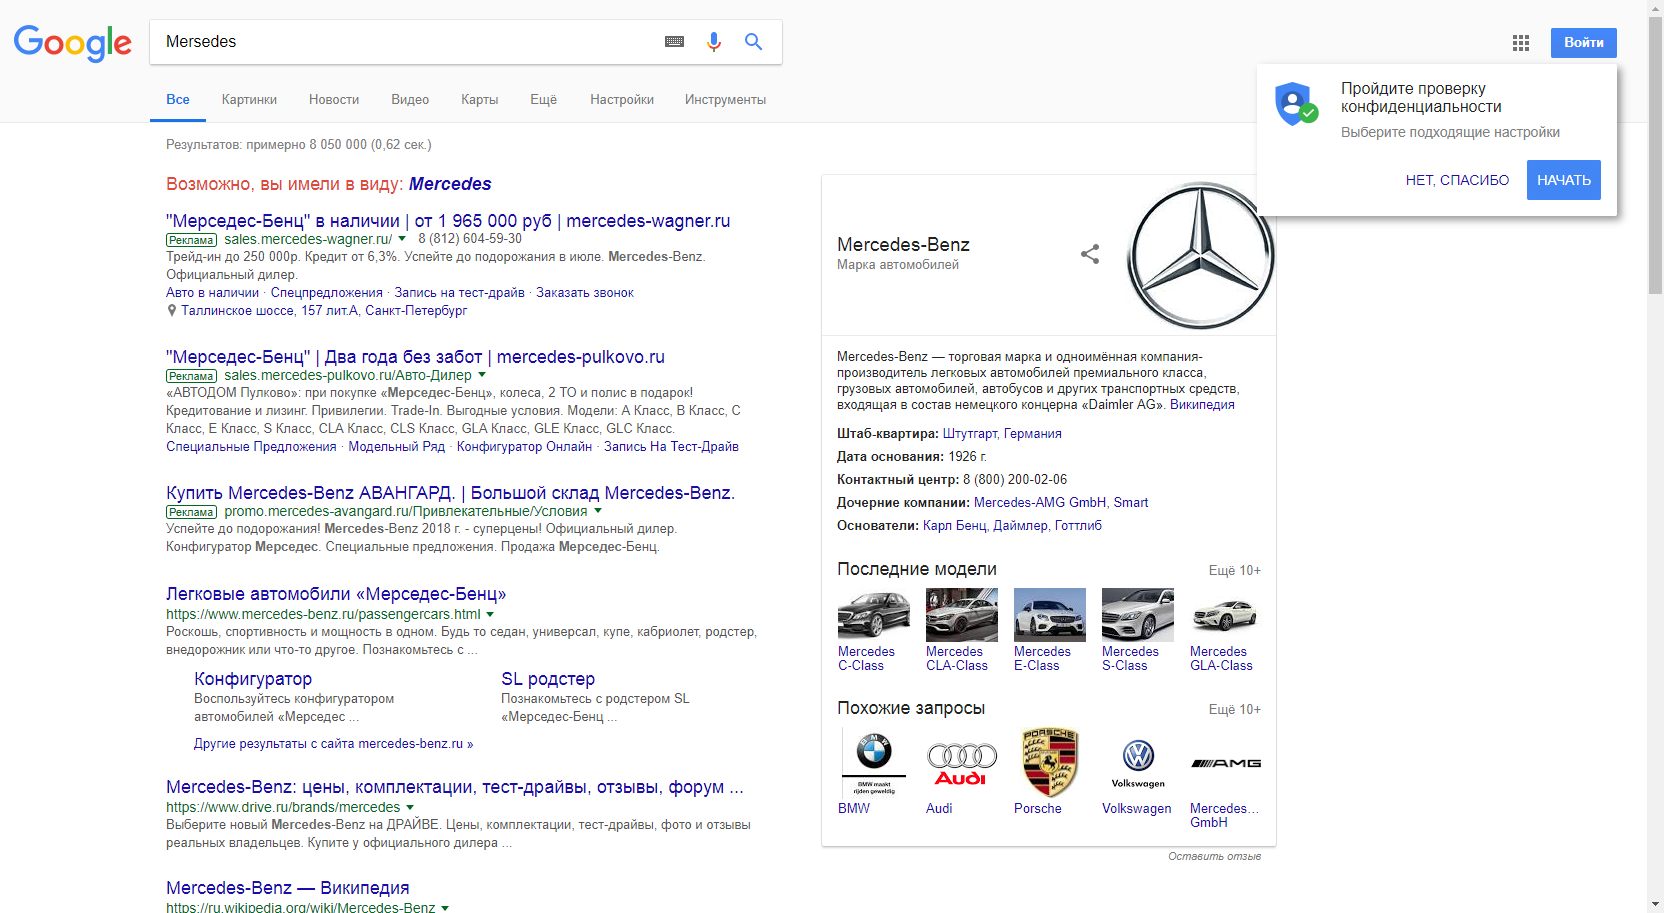 Google
Mersedes
Войти
Все
Картинки
Новости
Видео
Карты
Ещё
Настройки
Инструменты
Пройдите проверку
конфиденциальности
Выберите подходящие настройки
НЕТ, СПАСИБО
НАЧАТЬ
Результатов: примерно 8 050 000 (0,62 сек.)
Возможно, вы имели в виду: Mercedes
"Мерседес-Бенц" в наличии | от 1 965 000 руб | mercedes-wagner.ru
Реклама sales.mercedes-wagner.ru/ 8 (812) 604-59-30
Трейд-ин до 250 000р. Кредит от 6,3%. Успейте до подорожания в июле. Mercedes-Benz.
Официальный дилер.
Авто в наличии · Спецпредложения · Запись на тест-драйв · Заказать звонок
Таллинское шоссе, 157 лит.А, Санкт-Петербург
"Мерседес-Бенц" | Два года без забот | mercedes-pulkovo.ru
Реклама sales.mercedes-pulkovo.ru/Авто-Дилер
«АВТОДОМ Пулково»: при покупке «Мерседес-Бенц», колеса, 2 ТО и полис в подарок!
Кредитование и лизинг. Привилегии. Trade-In. Выгодные условия. Модели: A Класс, B Класс, C
Класс, E Класс, S Класс, CLA Класс, CLS Класс, GLA Класс, GLE Класс, GLC Класс.
Специальные Предложения · Модельный Ряд · Конфигуратор Онлайн · Запись На Тест-Драйв
Купить Mercedes-Benz АВАНГАРД. | Большой склад Mercedes-Benz.
Реклама promo.mercedes-avangard.ru/Привлекательные/Условия
Успейте до подорожания! Mercedes-Benz 2018 г. - суперцены! Официальный дилер.
Конфигуратор Мерседес. Специальные предложения. Продажа Мерседес-Бенц.
Легковые автомобили «Мерседес-Бенц»
https://www.mercedes-benz.ru/passengercars.html
Роскошь, спортивность и мощность в одном. Будь то седан, универсал, купе, кабриолет, родстер,
внедорожник или что-то другое. Познакомьтесь с ...
Конфигуратор
Воспользуйтесь конфигуратором
автомобилей «Мерседес ...
SL родстер
Познакомьтесь с родстером SL
«Мерседес-Бенц ...
Другие результаты с сайта mercedes-benz.ru »
Mercedes-Benz: цены, комплектации, тест-драйвы, отзывы, форум ...
https://www.drive.ru/brands/mercedes
Выберите новый Mercedes-Benz на ДРАЙВЕ. Цены, комплектации, тест-драйвы, фото и отзывы
реальных владельцев. Купите у официального дилера ...
Mercedes-Benz — Википедия
https://ru.wikipedia.org/wiki/Mercedes-Benz
Mercedes-Benz
Марка автомобилей
Mercedes-Benz — торговая марка и одноимённая компания-
производитель легковых автомобилей премиального класса,
грузовых автомобилей, автобусов и других транспортных средств,
входящая в состав немецкого концерна «Daimler AG». Википедия
Штаб-квартира: Штутгарт, Германия
Дата основания: 1926 г.
Контактный центр: 8 (800) 200-02-06
Дочерние компании: Mercedes-AMG GmbH, Smart
Основатели: Карл Бенц, Даймлер, Готтлиб
Последние модели
Ещё 10+
Mercedes
C-Class
Mercedes
CLA-Class
Mercedes
E-Class
Mercedes
S-Class
Mercedes
GLA-Class
Похожие запросы
Ещё 10+
BMW
BMW maakt
rijden geweldig
Audi
PORSCHE
Volkswagen
AMG
BMW
Audi
Porsche
Volkswagen
Mercedes...
GmbH
Оставить отзыв